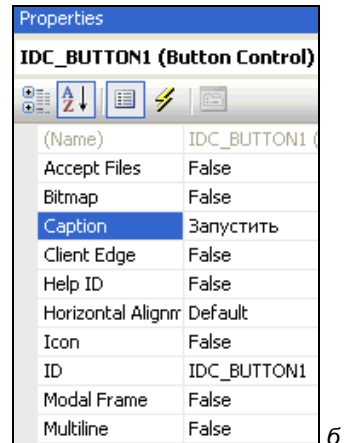 Properties
IDC_BUTTON1 (Button Control)
(Name) IDC_BUTTON1 (
Accept Files False
Bitmap False
Caption Запустить
Client Edge False
Help ID False
Horizontal Alignm Default
Icon False
ID IDC_BUTTON1
Modal Frame False
Multiline False
б